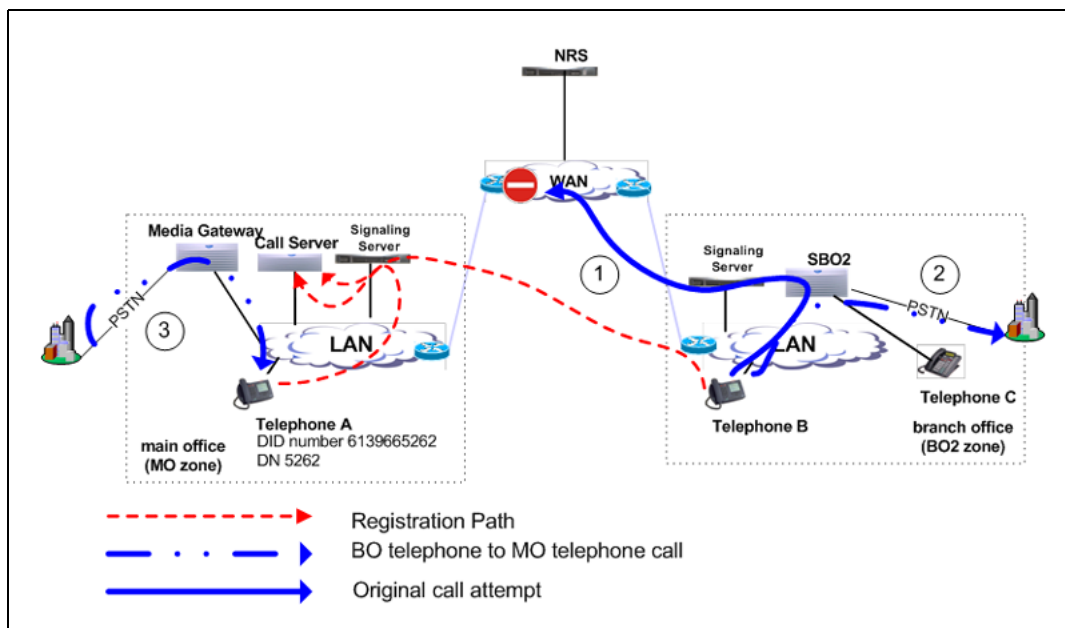 NRS
WAN
Media Gateway
Call Server
Signaling
Server
PSTN
3
LAN
Telephone A
DID number 6139665262
DN 5262
main office
(MO zone)
1
Signaling
Server
SBO2
2
PSTN
LAN
Telephone B
Telephone C
branch office
(BO2 zone)
Registration Path
BO telephone to MO telephone call
Original call attempt